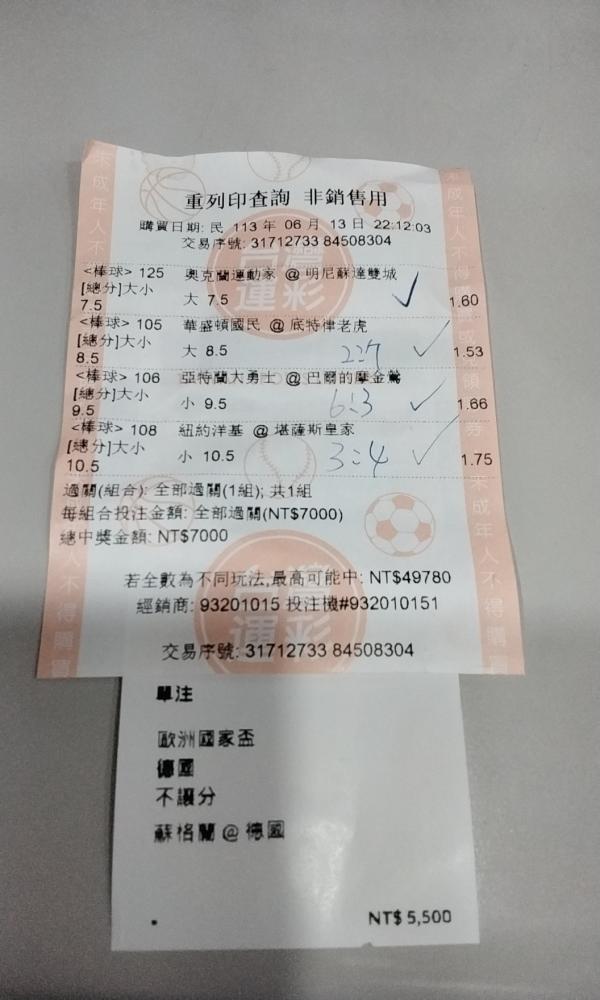 重列印查詢 非銷售用
購買日期: 民 113 年 06 月 13 日 22:12:03
交易序號: 31712733 84508304
<棒球> 125 奧克蘭運動家 @ 明尼蘇達雙城
[總分]大小 大 7.5 1.60
7.5
<棒球> 105 華盛頓國民 @ 底特律老虎
[總分]大小 大 8.5 2:7 1.53
8.5
<棒球> 106 亞特蘭大勇士 @ 巴爾的摩金鶯
[總分]大小 小 9.5 6:3 1.66
9.5
<棒球> 108 紐約洋基 @ 堪薩斯皇家
[總分]大小 小 10.5 3:4 1.75
10.5
過關(組合): 全部過關(1組); 共1組
每組合投注金額: 全部過關(NT$7000)
總中獎金額: NT$7000
若全數為不同玩法,最高可能中: NT$49780
經銷商: 93201015 投注機#932010151
交易序號: 31712733 84508304
單注
歐洲國家盃
德國
不讓分
蘇格蘭 @ 德國
NT$ 5,500